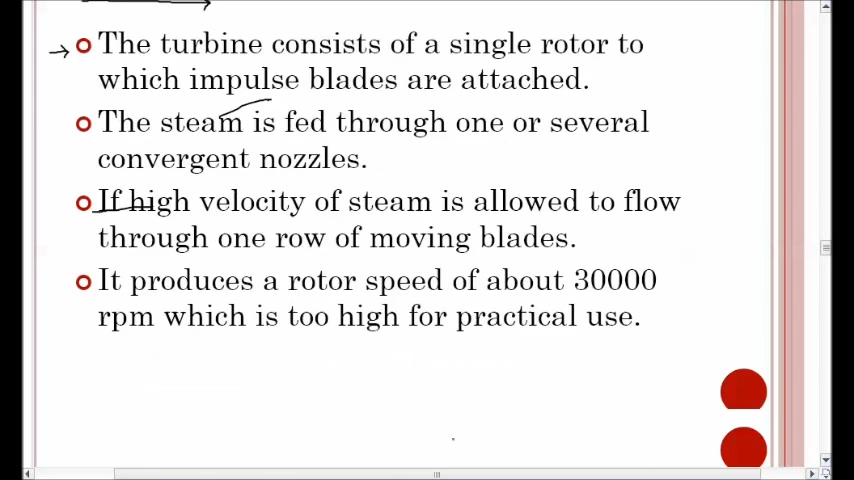 The turbine consists of a single rotor to
which impulse blades are attached.
The steam is fed through one or several
convergent nozzles.
If high velocity of steam is allowed to flow
through one row of moving blades.
It produces a rotor speed of about 30000
rpm which is too high for practical use.